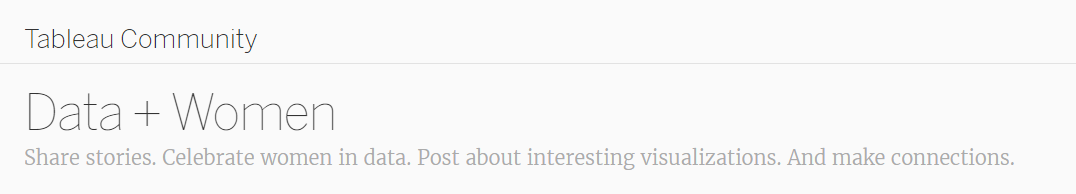 Tableau Community
Data + Women
Share stories. Celebrate women in data. Post about interesting visualizations. And make connections.